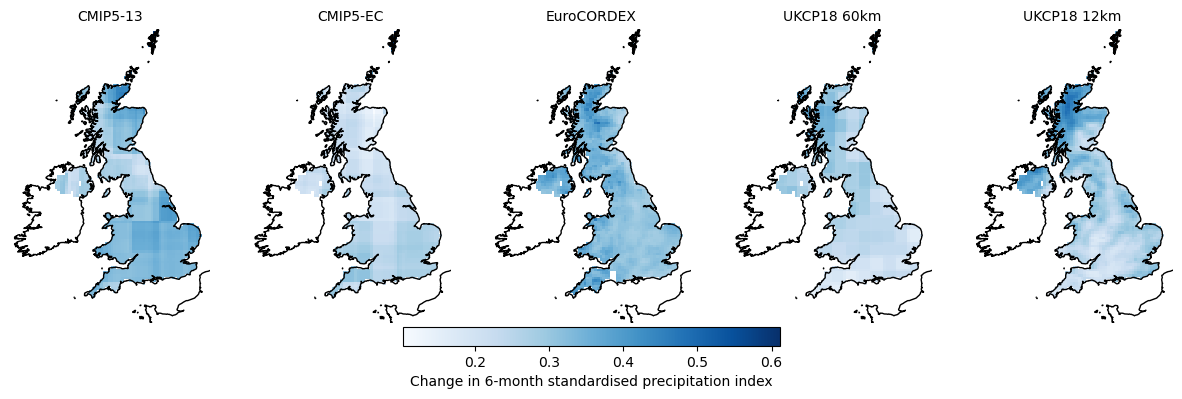 CMIP5-13 CMIP5-EC EuroCORDEX UKCP18 60km UKCP18 12km
0.2 0.3 0.4 0.5 0.6
Change in 6-month standardised precipitation index